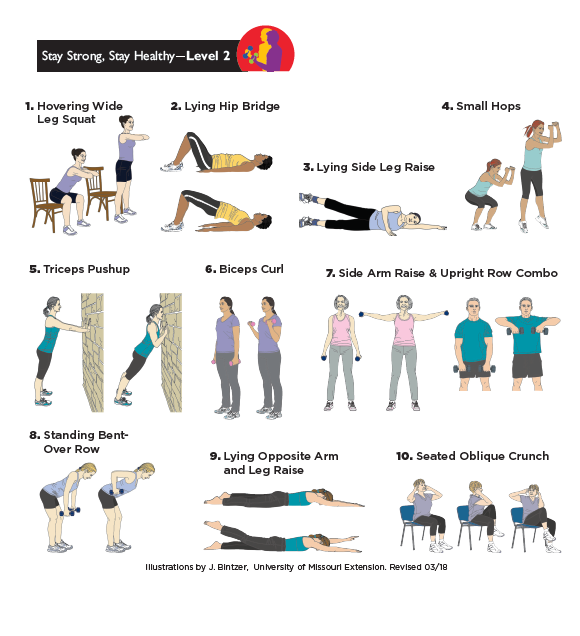 Stay Strong, Stay Healthy—Level 2
1. Hovering Wide
Leg Squat
2. Lying Hip Bridge
3. Lying Side Leg Raise
4. Small Hops
5. Triceps Pushup
6. Biceps Curl
7. Side Arm Raise & Upright Row Combo
8. Standing Bent-
Over Row
9. Lying Opposite Arm
and Leg Raise
10. Seated Oblique Crunch
Illustrations by J. Bintzer, University of Missouri Extension. Revised 03/18